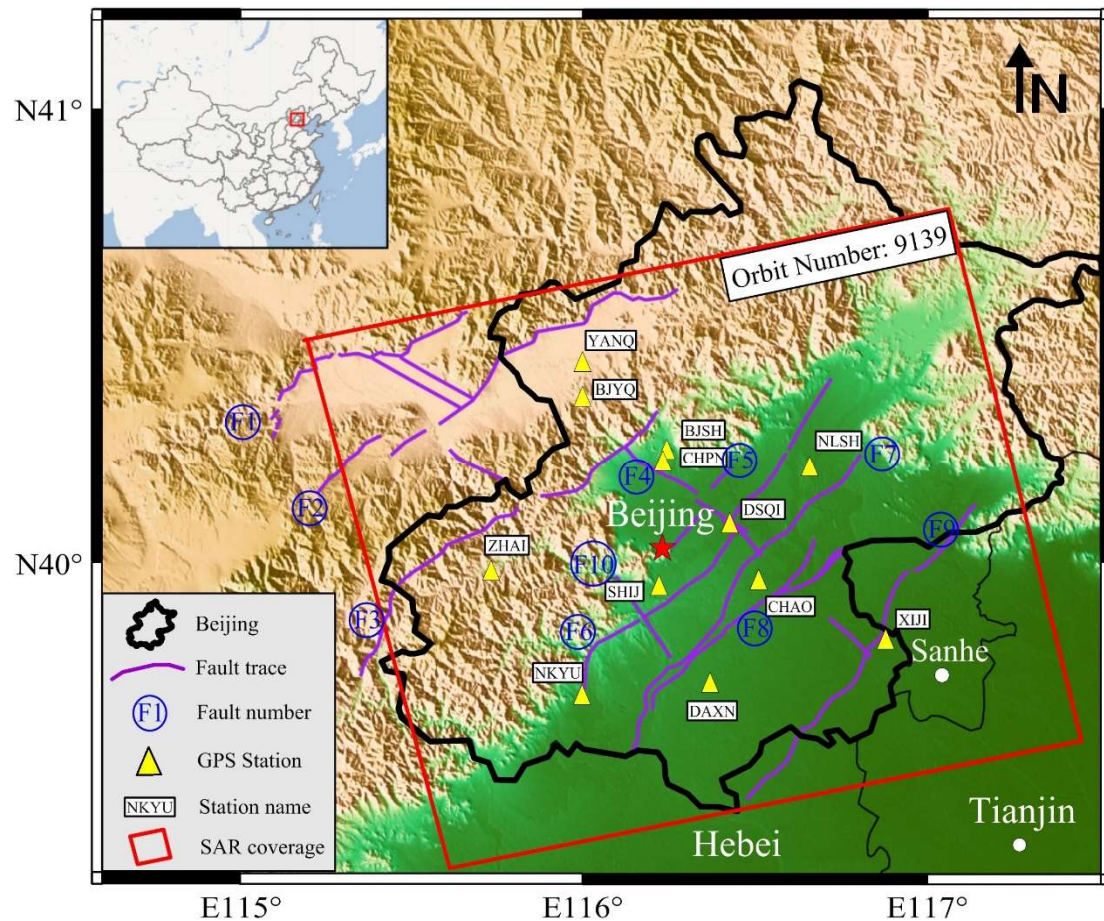 N41°
N40°
E115°
E116°
E117°
N
Orbit Number: 9139
YANQ
BJYQ
BJSH
CHPN
NLSH
F1
F2
F4
F5
F7
Beijing
DSQI
F9
ZHAI
F10
SHIJ
CHAO
F3
F6
F8
XIJI
Sanhe
NKYU
DAXN
Hebei
Tianjin
Beijing
Fault trace
F1
Fault number
GPS Station
NKYU
Station name
SAR coverage